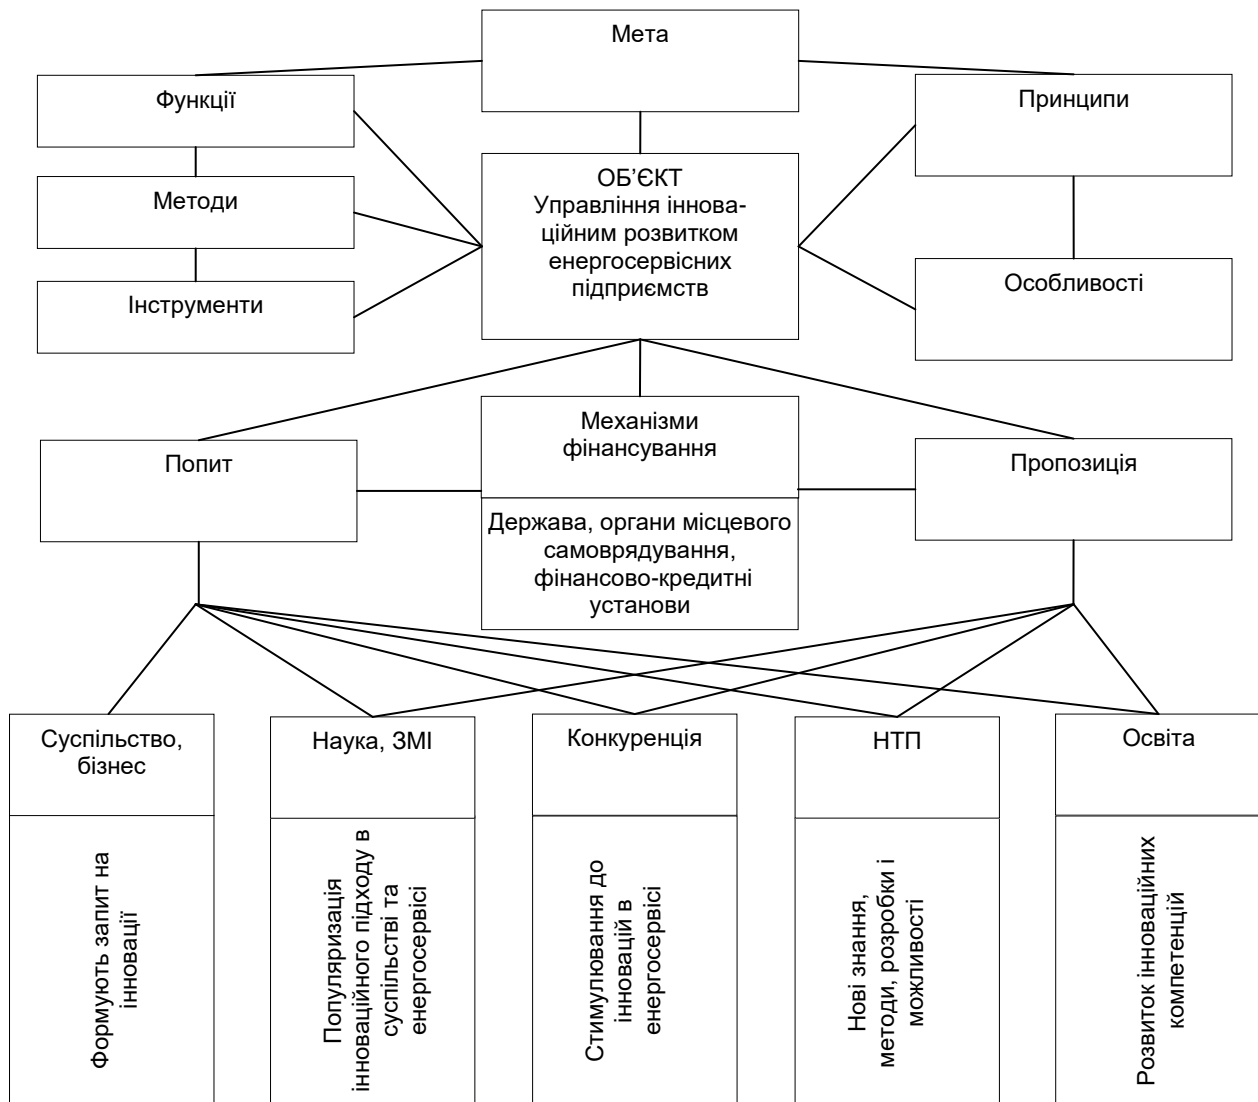 Мета
Функції
Принципи
ОБ’ЄКТ
Управління іннова-
ційним розвитком
енергосервісних
підприємств
Методи
Інструменти
Особливості
Механізми
фінансування
Попит
Пропозиція
Держава, органи місцевого
самоврядування,
фінансово-кредитні
установи
Суспільство,
бізнес
Наука, ЗМІ
Конкуренція
НТП
Освіта
Формують запит на
інновації
Популяризація
інноваційного підходу в
суспільстві та
енергосервісі
Стимулювання до
інновацій в
енергосервісі
Нові знання,
методи, розробки і
можливості
Розвиток інноваційних
компетенцій